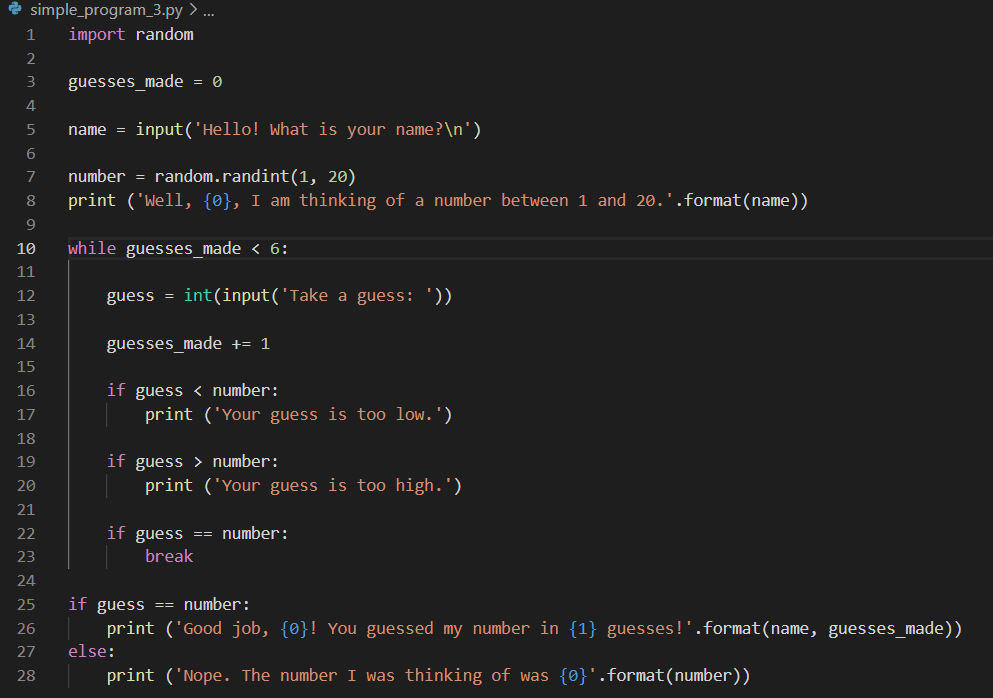 simple_program_3.py > ...
1 import random
2
3 guesses_made = 0
4
5 name = input('Hello! What is your name?\n')
6
7 number = random.randint(1, 20)
8 print ('Well, {0}, I am thinking of a number between 1 and 20.'.format(name))
9
10 while guesses_made < 6:
11
12     guess = int(input('Take a guess: '))
13
14     guesses_made += 1
15
16     if guess < number:
17         print ('Your guess is too low.')
18
19     if guess > number:
20         print ('Your guess is too high.')
21
22     if guess == number:
23         break
24
25 if guess == number:
26     print ('Good job, {0}! You guessed my number in {1} guesses!'.format(name, guesses_made))
27 else:
28     print ('Nope. The number I was thinking of was {0}'.format(number))